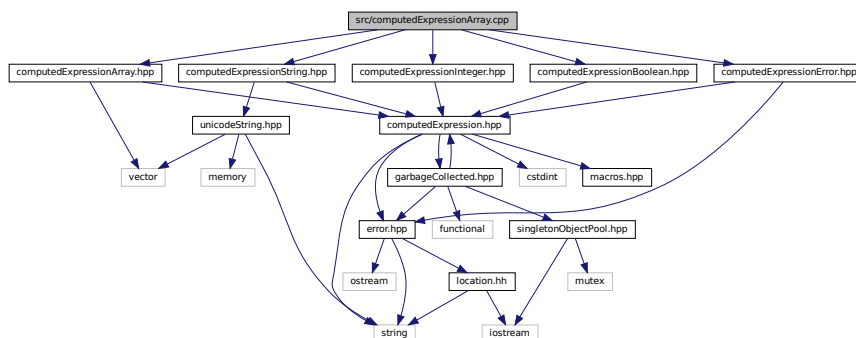 src/computedExpressionArray.cpp
computedExpressionArray.hpp
computedExpressionString.hpp
computedExpressionInteger.hpp
computedExpressionBoolean.hpp
computedExpressionError.hpp
unicodeString.hpp
computedExpression.hpp
vector
memory
garbageCollected.hpp
cstdint
macros.hpp
error.hpp
functional
singletonObjectPool.hpp
ostream
location.hh
mutex
string
iostream